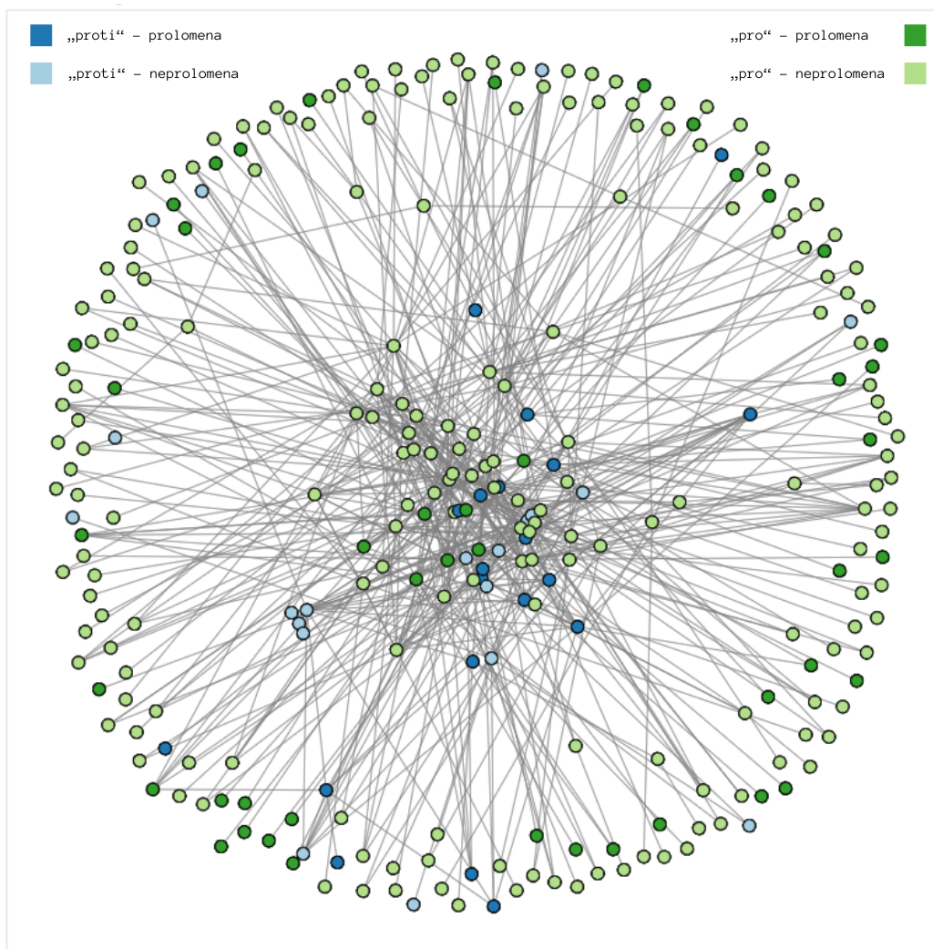 „proti“ – prolomena
„proti“ – neprolomena
„pro“ – prolomena
„pro“ – neprolomena